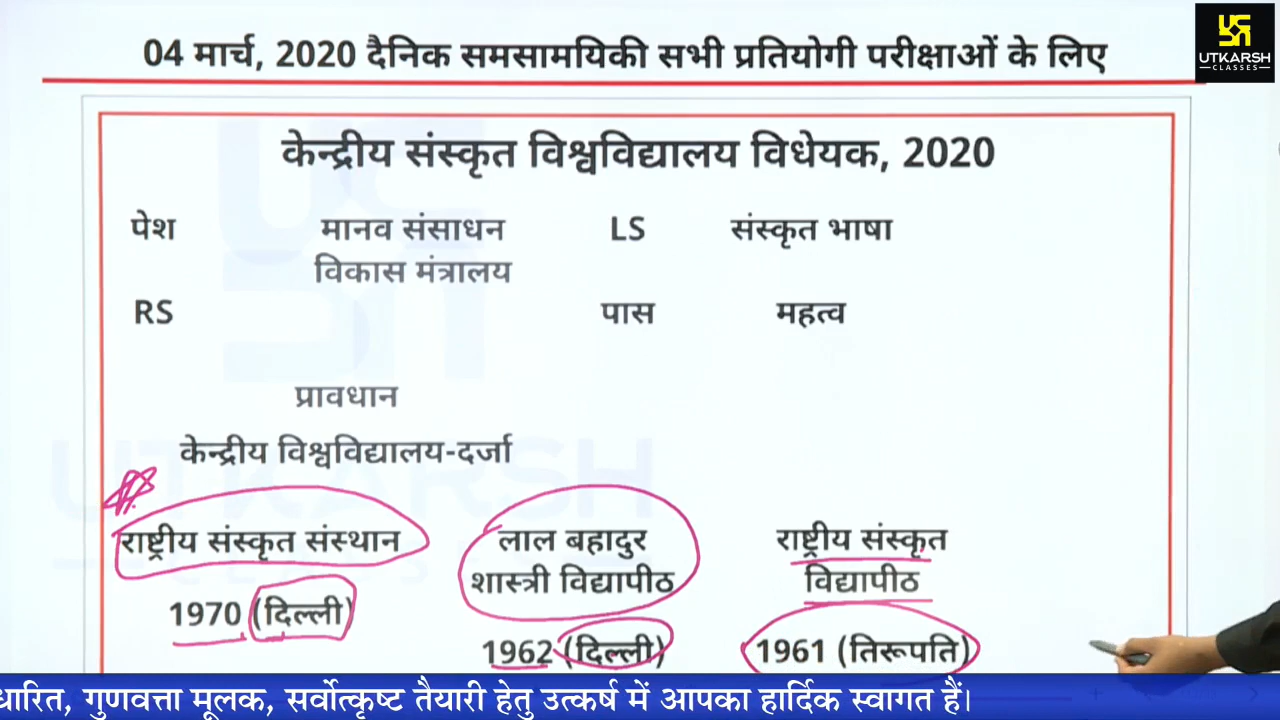 04 मार्च, 2020 दैनिक समसामयिकी सभी प्रतियोगी परीक्षाओं के लिए
UTKARSH
CLASSES
केन्द्रीय संस्कृत विश्वविद्यालय विधेयक, 2020
पेश मानव संसाधन LS संस्कृत भाषा
विकास मंत्रालय
RS पास महत्व
प्रावधान
केन्द्रीय विश्वविद्यालय-दर्जा
राष्ट्रीय संस्कृत संस्थान लाल बहादुर राष्ट्रीय संस्कृत
शास्त्री विद्यापीठ विद्यापीठ
1970 (दिल्ली)
1962 (दिल्ली) 1961 (तिरूपति)
धारित, गुणवत्ता मूलक, सर्वोत्कृष्ट तैयारी हेतु उत्कर्ष में आपका हार्दिक स्वागत हैं।